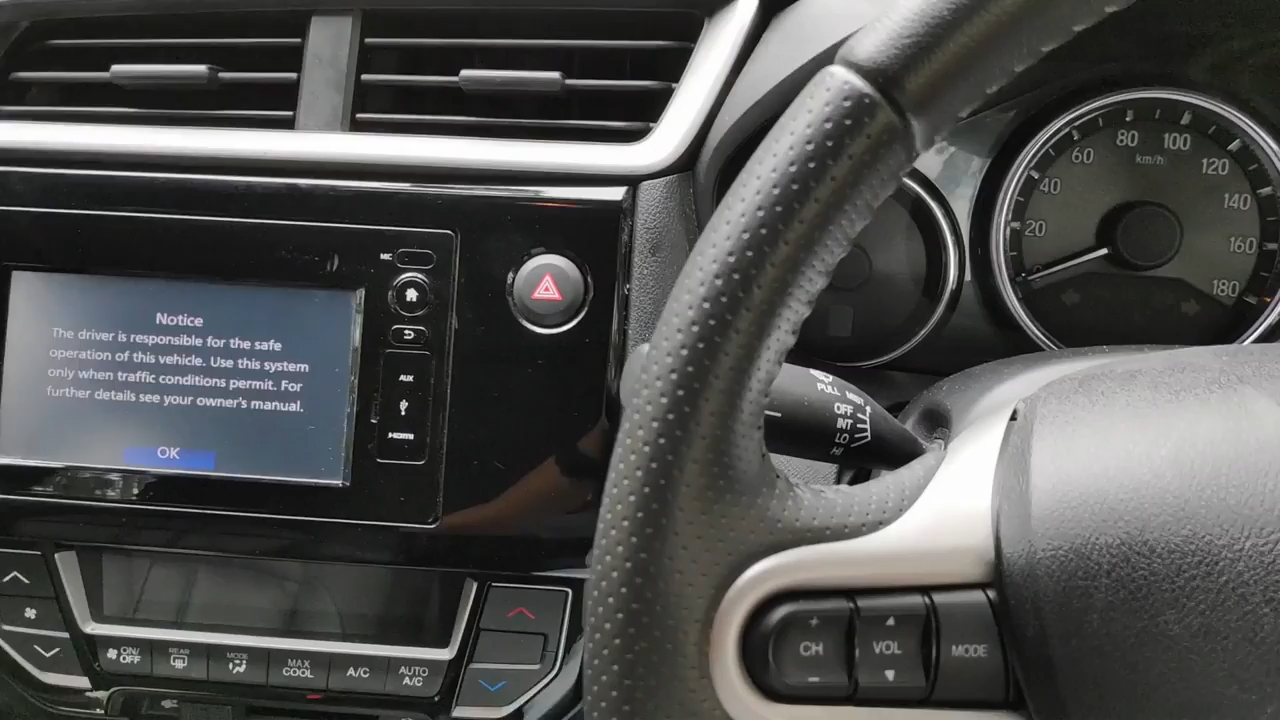 MIC
Notice
The driver is responsible for the safe
operation of this vehicle. Use this system
only when traffic conditions permit. For
further details see your owner's manual.
OK
AUX
HDMI
ON/
OFF
REAR
MODE
MAX
COOL
A/C
AUTO
A/C
PULL MIST
OFF
INT
LO
HI
0
20
40
60
80
100
120
140
160
180
km/h
+
CH
−
VOL
MODE